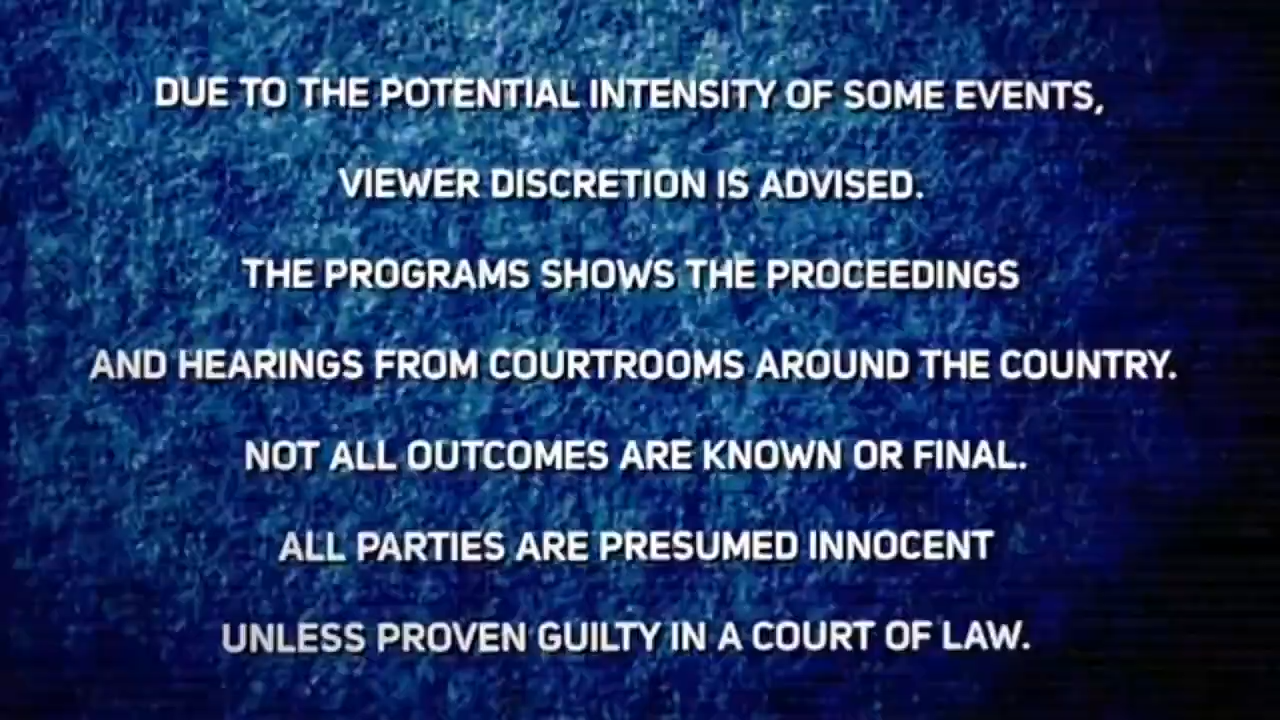 DUE TO THE POTENTIAL INTENSITY OF SOME EVENTS,
VIEWER DISCRETION IS ADVISED.
THE PROGRAMS SHOWS THE PROCEEDINGS
AND HEARINGS FROM COURTROOMS AROUND THE COUNTRY.
NOT ALL OUTCOMES ARE KNOWN OR FINAL.
ALL PARTIES ARE PRESUMED INNOCENT
UNLESS PROVEN GUILTY IN A COURT OF LAW.